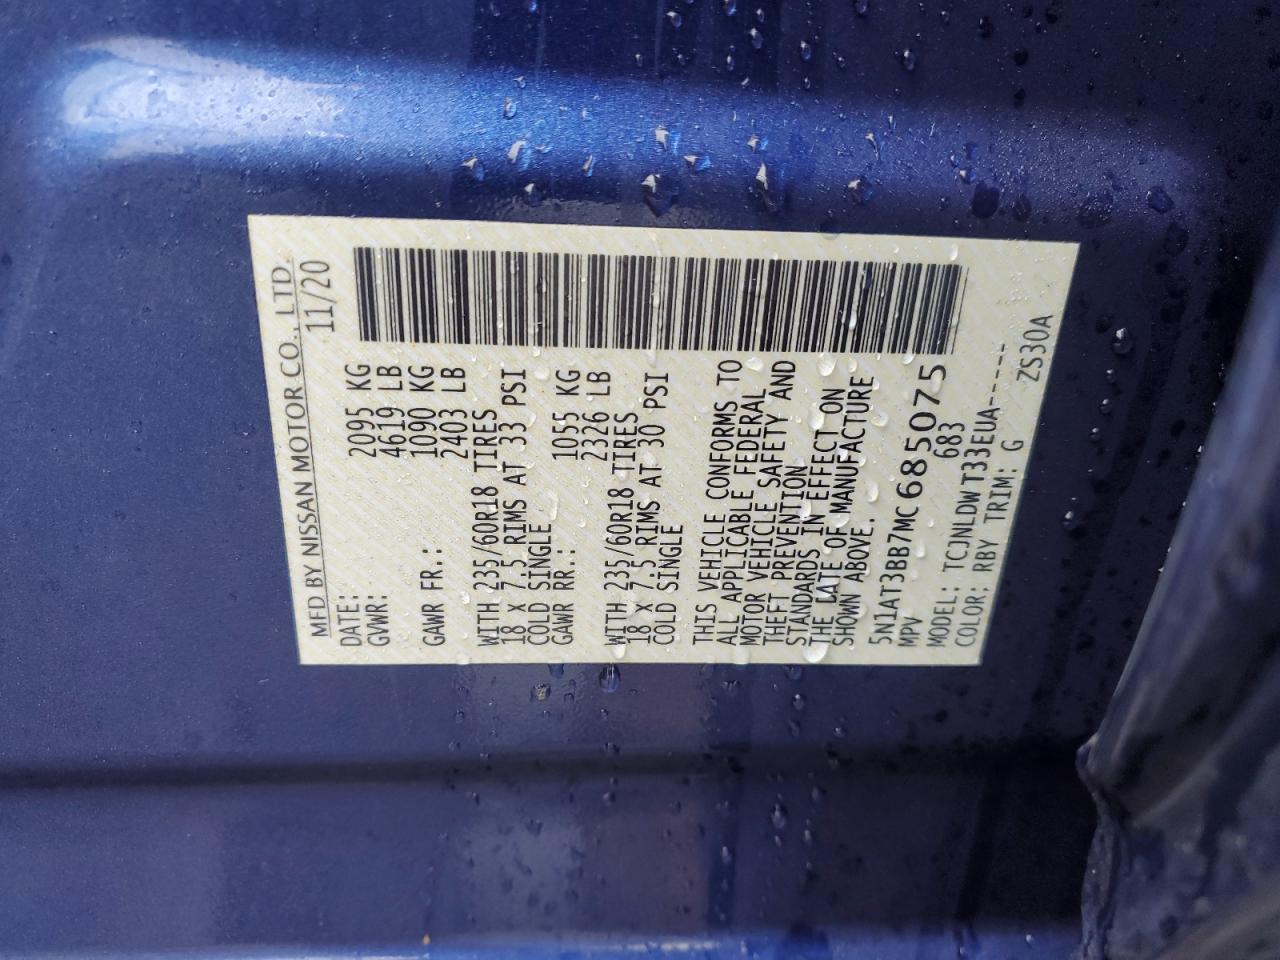 MFD BY NISSAN MOTOR CO., LTD.
DATE: 11/20
GVWR: 2095 KG
4619 LB
GAWR FR.: 1090 KG
2403 LB
WITH 235/60R18 TIRES
18 X 7.5 RIMS AT 33 PSI
COLD SINGLE
GAWR RR.: 1055 KG
2326 LB
WITH 235/60R18 TIRES
18 X 7.5 RIMS AT 30 PSI
COLD SINGLE
THIS VEHICLE CONFORMS TO
ALL APPLICABLE FEDERAL
MOTOR VEHICLE SAFETY AND
THEFT PREVENTION
STANDARDS IN EFFECT ON
THE DATE OF MANUFACTURE
SHOWN ABOVE.
5N1AT3BB7MC685075
MPV 683
MODEL: TCJNLDWT33EUA-----
COLOR: RBY TRIM: G ZS30A